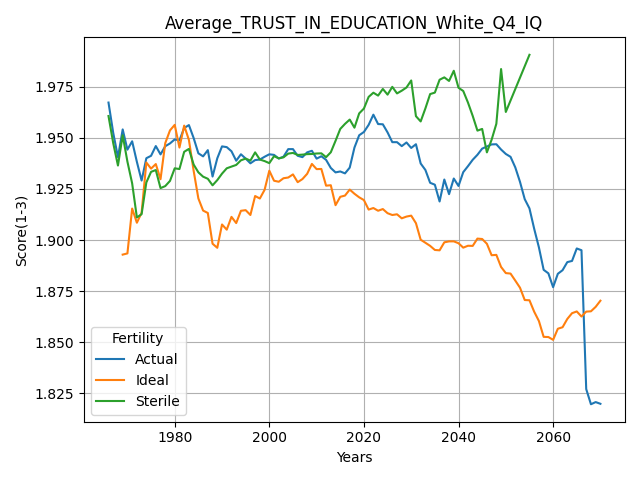 Average_TRUST_IN_EDUCATION_White_Q4_IQ
Score(1-3)
1.975
1.950
1.925
1.900
1.875
1.850
1.825
Fertility
Actual
Ideal
Sterile
1980
2000
2020
2040
2060
Years